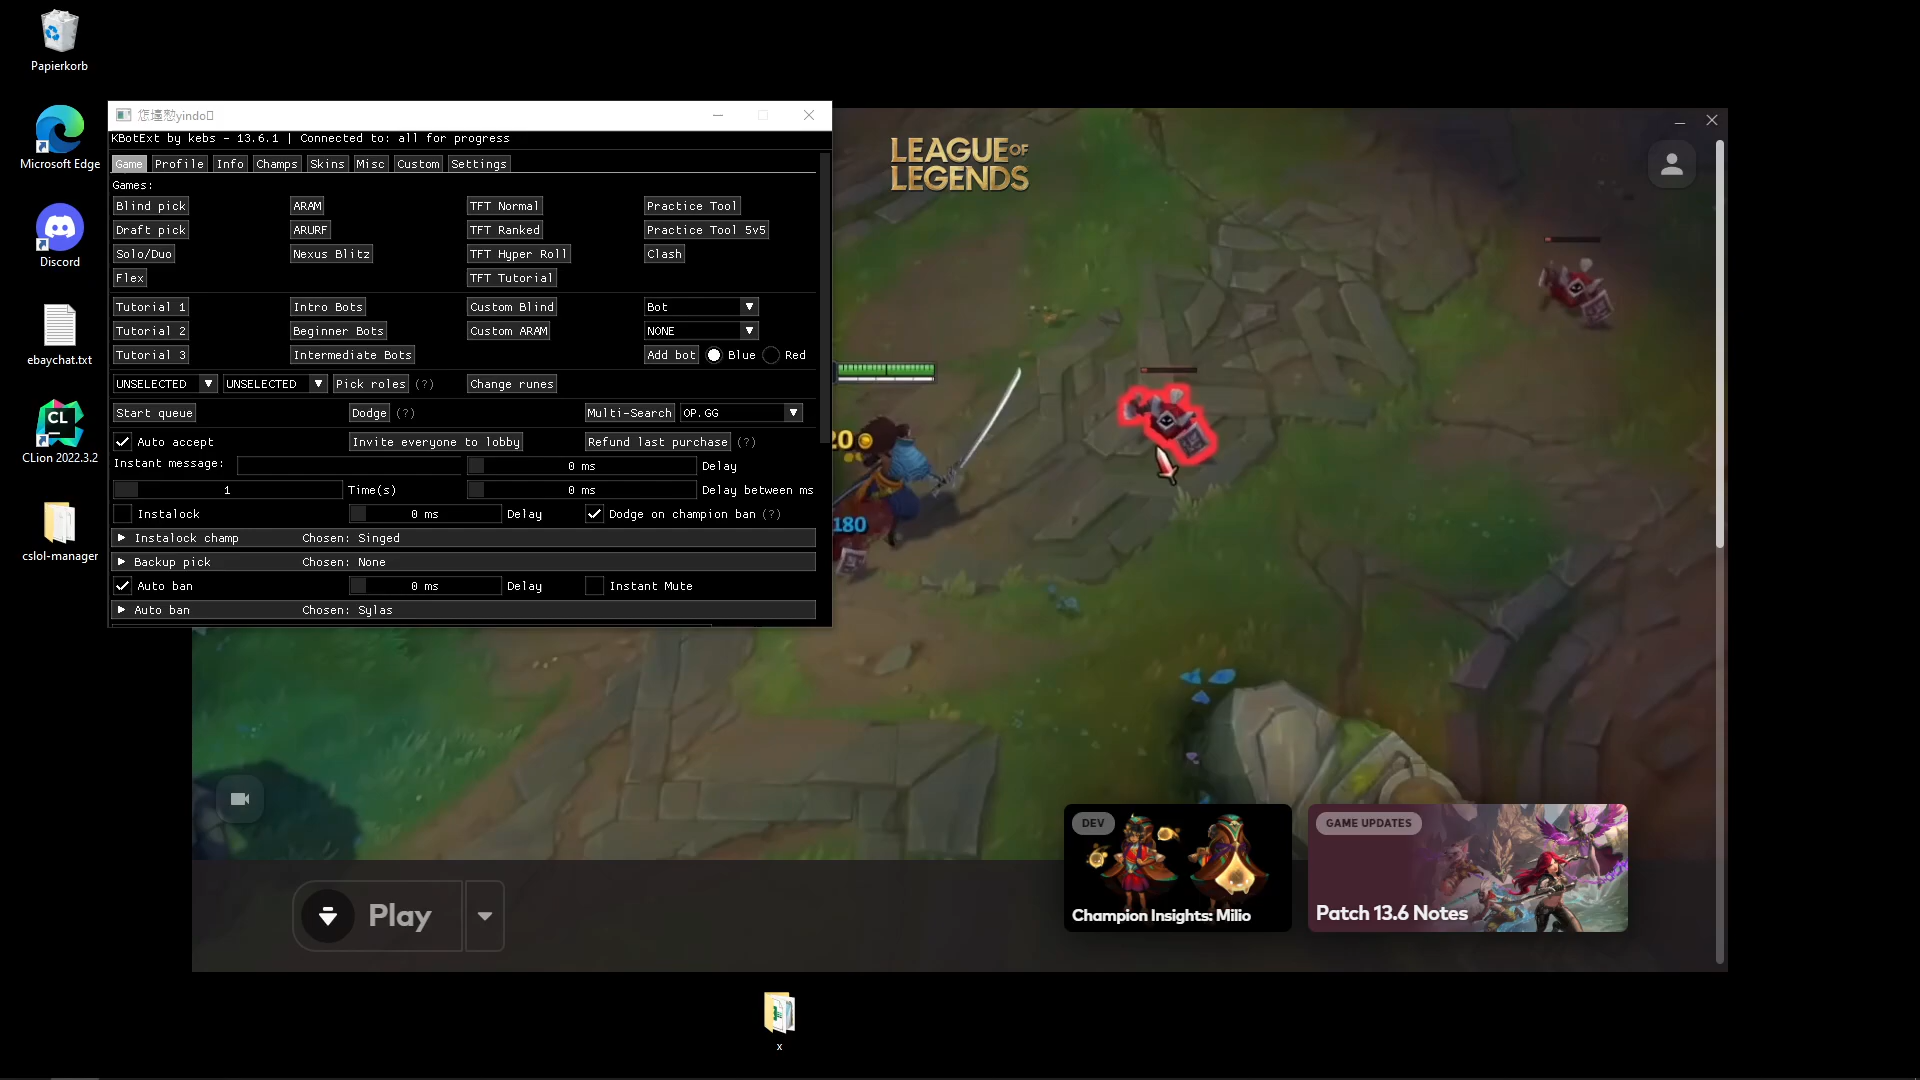 Papierkorb
Microsoft Edge
Discord
ebaychat.txt
CLion 2022.3.2
cslol-manager
yindo
KBotExt by kebs - 13.6.1 | Connected to: all for progress
Game Profile Info Champs Skins Misc Custom Settings
Games:
Blind pick ARAM TFT Normal Practice Tool
Draft pick ARURF TFT Ranked Practice Tool 5v5
Solo/Duo Nexus Blitz TFT Hyper Roll Clash
Flex TFT Tutorial
Tutorial 1 Intro Bots Custom Blind Bot
Tutorial 2 Beginner Bots Custom ARAM NONE
Tutorial 3 Intermediate Bots Add bot Blue Red
UNSELECTED UNSELECTED Pick roles (?) Change runes
Start queue Dodge (?) Multi-Search OP.GG
Auto accept Invite everyone to lobby Refund last purchase (?)
Instant message: 0 ms Delay
1 Time(s) 0 ms Delay between ms
Instalock 0 ms Delay Dodge on champion ban (?)
Instalock champ Chosen: Singed
Backup pick Chosen: None
Auto ban 0 ms Delay Instant Mute
Auto ban Chosen: Sylas
LEAGUE OF
LEGENDS
20
180
Play
DEV
Champion Insights: Milio
GAME UPDATES
Patch 13.6 Notes
CL
x